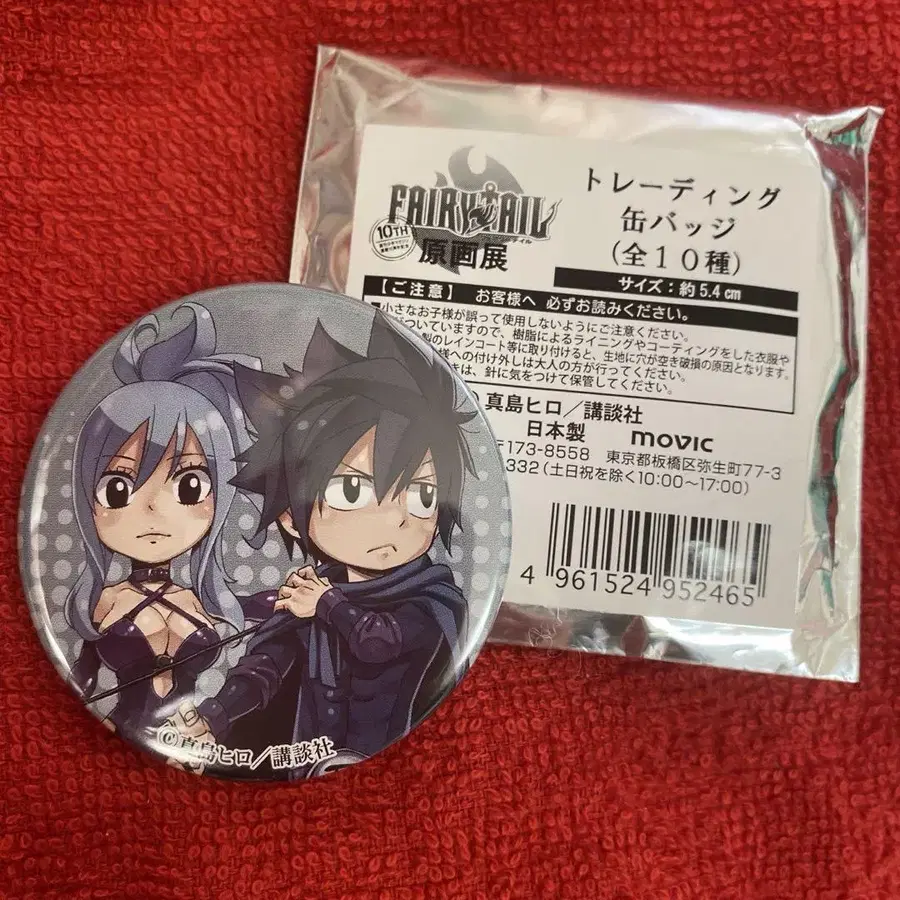 FAIRY TAIL
10TH
原画展
トレーディング
缶バッジ
(全10種)
サイズ：約5.4cm
【ご注意】 お客様へ 必ずお読みください。
■小さなお子様が誤って使用しないようにご注意ください。
がついていますので、樹脂によるライニングやコーティングをした衣服や
製のレインコート等に取り付けると、生地に穴が空き破損の原因となります。
様への付け外しは大人の方が行ってください。
きは、針に気をつけて保管してください。
真島ヒロ／講談社
日本製 movic
〒173-8558 東京都板橋区弥生町77-3
332（土日祝を除く10:00～17:00）
4 961524 952465
©真島ヒロ／講談社